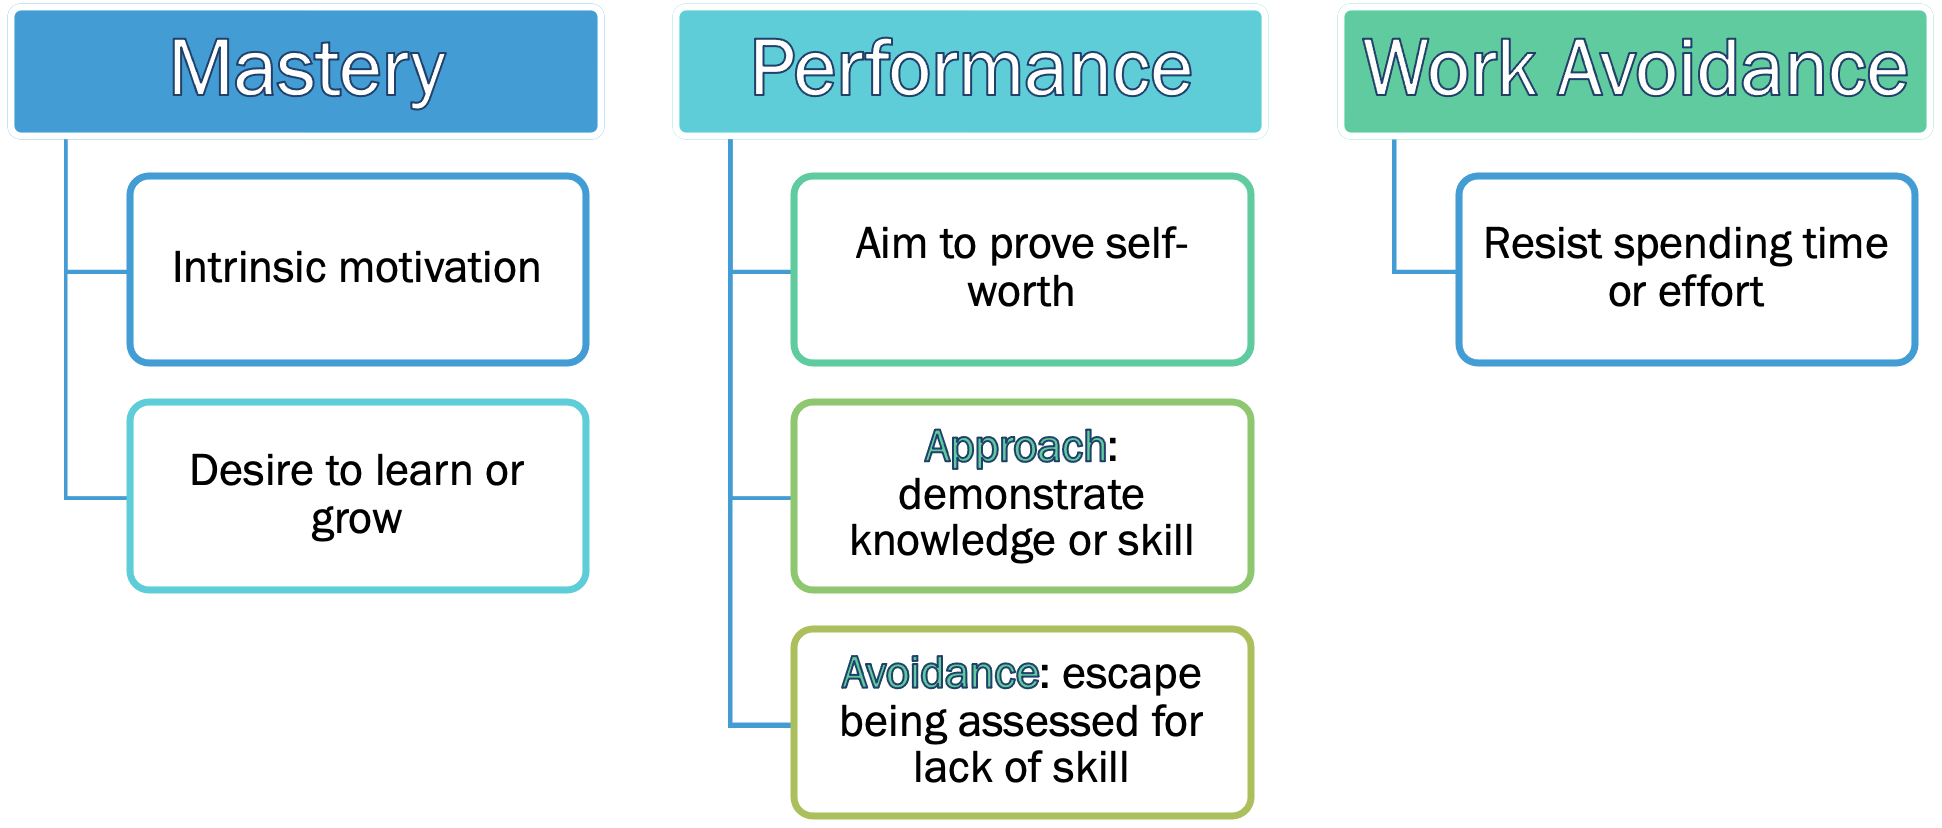 Mastery
Intrinsic motivation
Desire to learn or
grow
Performance
Aim to prove self-
worth
Approach:
demonstrate
knowledge or skill
Avoidance: escape
being assessed for
lack of skill
Work Avoidance
Resist spending time
or effort